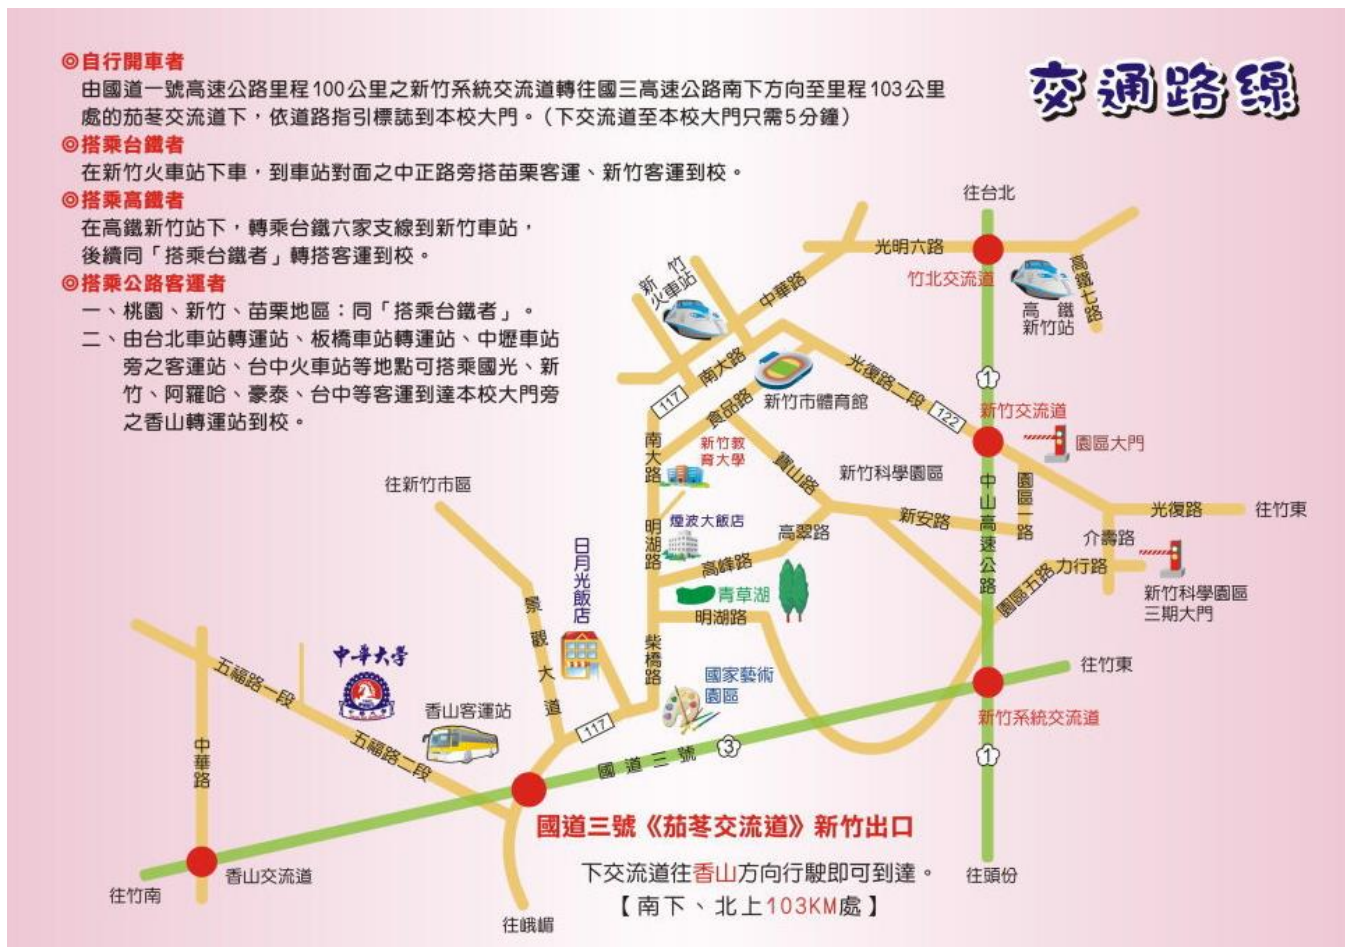 交通路線
◎自行開車者
由國道一號高速公路里程100公里之新竹系統交流道轉往國三高速公路南下方向至里程103公里
處的茄苳交流道下，依道路指引標誌到本校大門。(下交流道至本校大門只需5分鐘)
◎搭乘台鐵者
在新竹火車站下車，到車站對面之中正路旁搭苗栗客運、新竹客運到校。
◎搭乘高鐵者
在高鐵新竹站下，轉乘台鐵六家支線到新竹車站，
後續同「搭乘台鐵者」轉搭客運到校。
◎搭乘公路客運者
一、桃園、新竹、苗栗地區：同「搭乘台鐵者」。
二、由台北車站轉運站、板橋車站轉運站、中壢車站
旁之客運站、台中火車站等地點可搭乘國光、新
竹、阿羅哈、豪泰、台中等客運到達本校大門旁
之香山轉運站到校。
往台北
光明六路
竹北交流道
高鐵七路
高鐵
新竹站
新竹
火車站
中華路
南大路
117
食品路
新竹市體育館
光復路二段
122
1
新竹交流道
園區大門
南大路
新竹教
育大學
寶山路
新竹科學園區
中山高速公路
園區一路
光復路
往竹東
往新竹市區
明湖路
煙波大飯店
高翠路
新安路
介壽路
日月光飯店
高峰路
園區五路
力行路
新竹科學園區
三期大門
青草湖
明湖路
景觀大道
柴橋路
中華大學
五福路一段
國家藝術
園區
往竹東
新竹系統交流道
香山客運站
117
五福路二段
中華路
國道三號
3
1
國道三號《茄苳交流道》新竹出口
下交流道往香山方向行駛即可到達。
【南下、北上103KM處】
往頭份
香山交流道
往竹南
往峨嵋